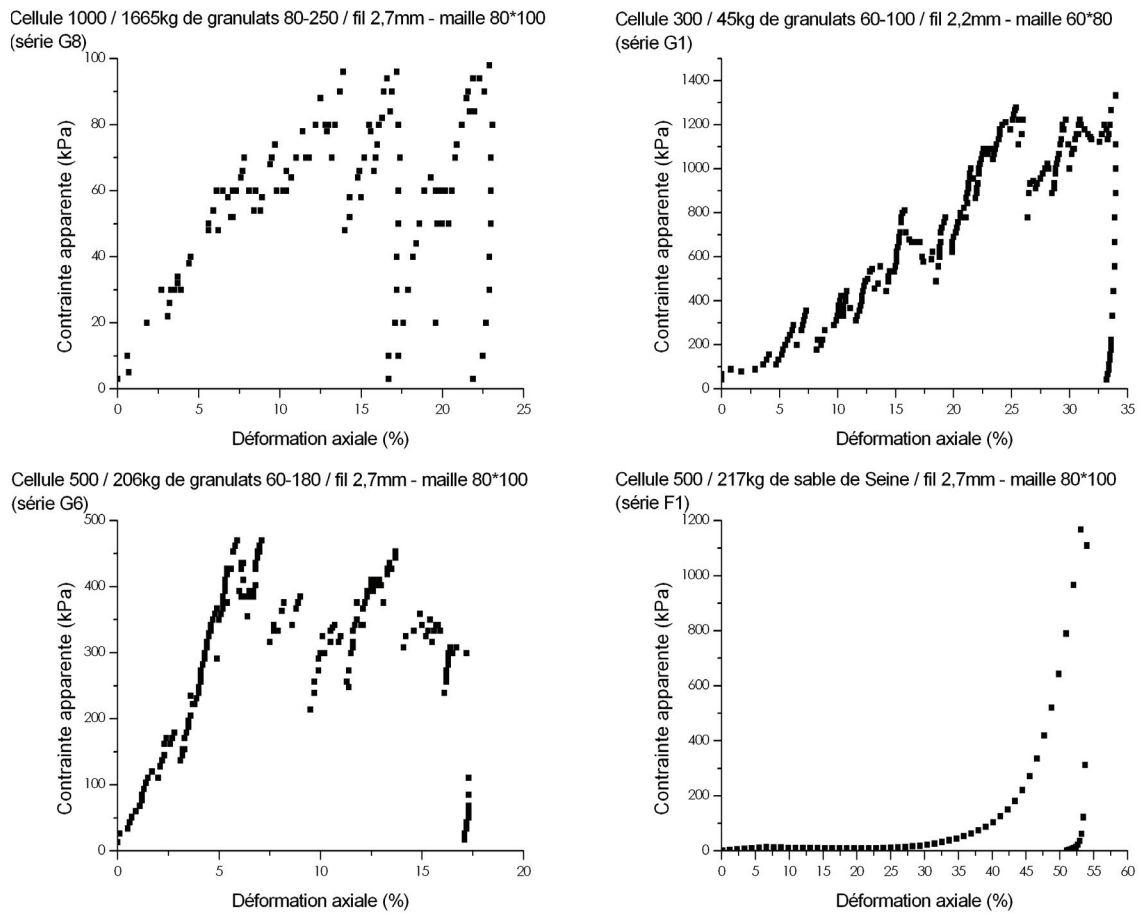 Cellule 1000 / 1665kg de granulats 80-250 / fil 2,7mm - maille 80*100
(série G8)
100
80
60
40
20
0
0 5 10 15 20 25
Contrainte apparente (kPa)
Déformation axiale (%)
Cellule 300 / 45kg de granulats 60-100 / fil 2,2mm - maille 60*80
(série G1)
1400
1200
1000
800
600
400
200
0
0 5 10 15 20 25 30 35
Contrainte apparente (kPa)
Déformation axiale (%)
Cellule 500 / 206kg de granulats 60-180 / fil 2,7mm - maille 80*100
(série G6)
500
400
300
200
100
0
0 5 10 15 20
Contrainte apparente (kPa)
Déformation axiale (%)
Cellule 500 / 217kg de sable de Seine / fil 2,7mm - maille 80*100
(série F1)
1200
1000
800
600
400
200
0
0 5 10 15 20 25 30 35 40 45 50 55 60
Contrainte apparente (kPa)
Déformation axiale (%)